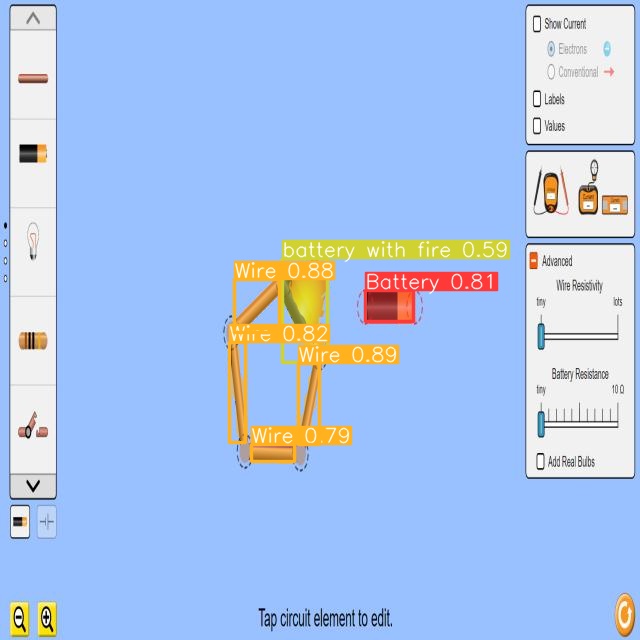 Show Current
Electrons
Conventional
Labels
Values
battery with fire 0.59
Wire 0.88
Battery 0.81
Wire 0.82
Wire 0.89
Wire 0.79
Advanced
Wire Resistivity
tiny lots
Battery Resistance
tiny 10 Ω
Add Real Bulbs
Tap circuit element to edit.